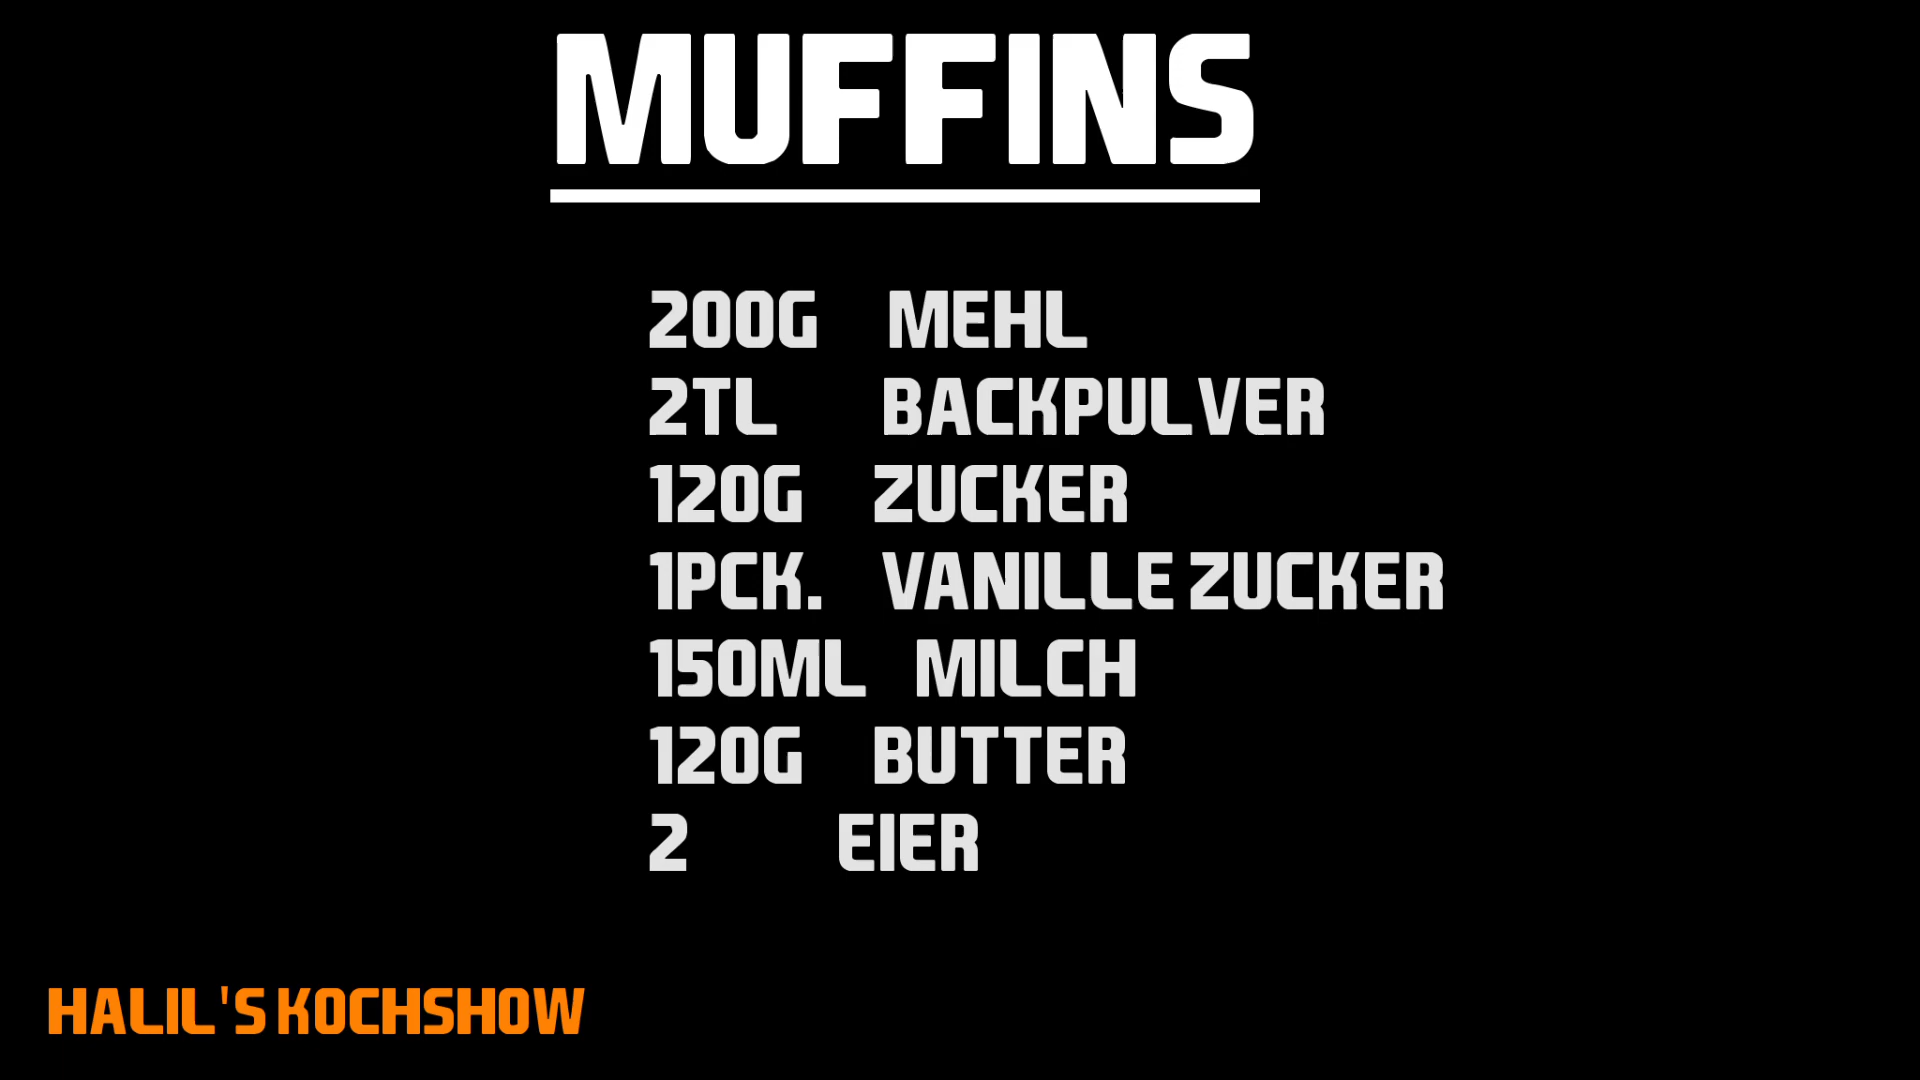 MUFFINS
200G MEHL
2TL BACKPULVER
120G ZUCKER
1PCK. VANILLE ZUCKER
150ML MILCH
120G BUTTER
2 EIER
HALIL'S KOCHSHOW